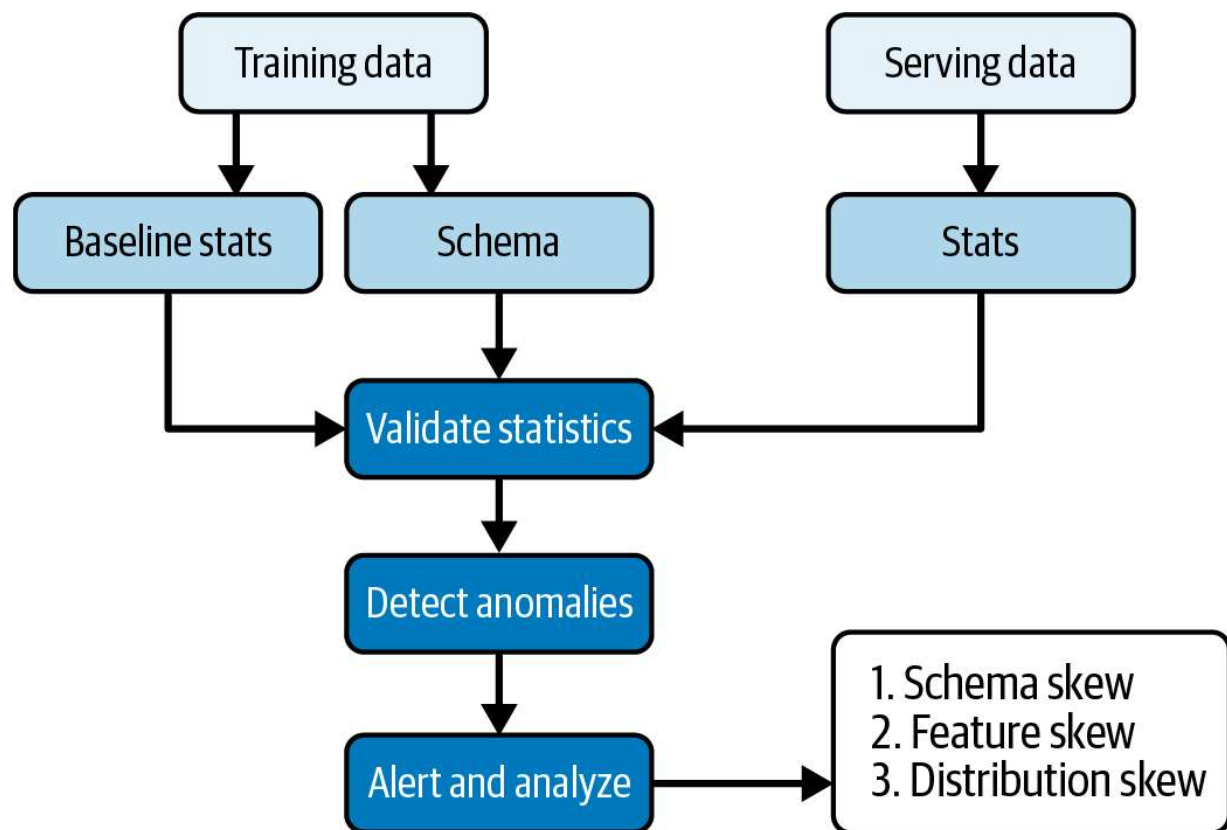 Training data
Serving data
Baseline stats
Schema
Stats
Validate statistics
Detect anomalies
Alert and analyze
1. Schema skew
2. Feature skew
3. Distribution skew